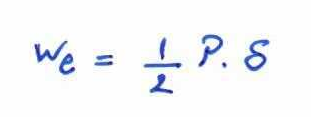 We = 1/2 P. δ